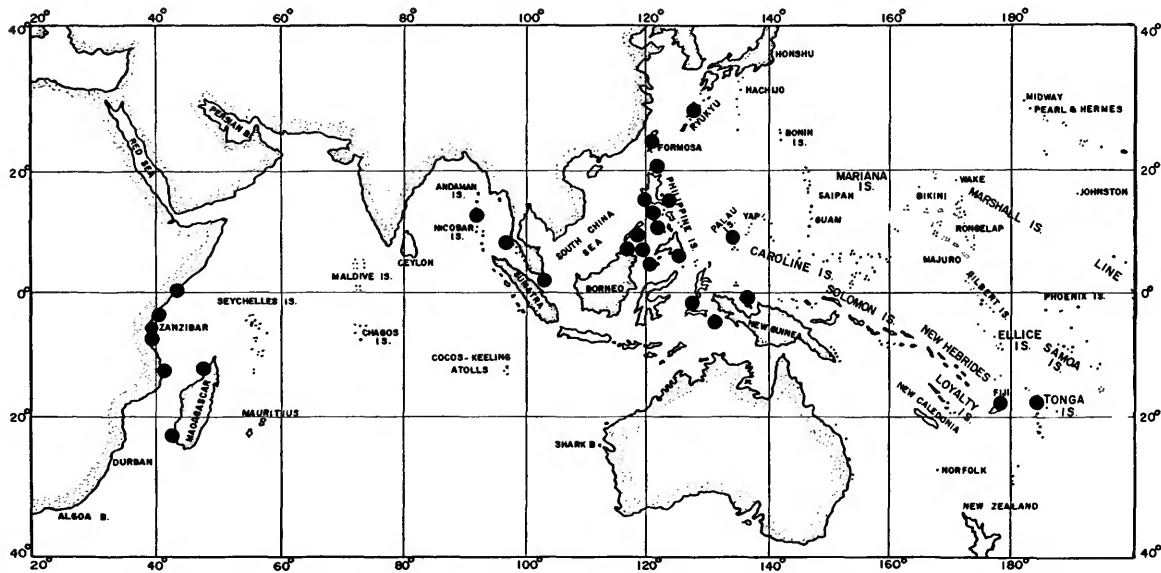 20° 40° 60° 80° 100° 120° 140° 160° 180°
40° 40°
HONSHU
HACHIJO
MIDWAY
PEARL & HERMES
PERSIAN
RED SEA
RYUKYU
BONIN
IS.
FORMOSA
20° 20°
MARIANA
IS.
WAKE
JOHNSTON
ANDAMAN
IS.
PHILIPPINE IS.
SAIPAN
BIKINI
MARSHALL IS.
NICOBAR
IS.
SOUTH CHINA
SEA
PALAU
IS.
YAP
GUAM
RONGELAP
CEYLON
MALDIVE IS.
CAROLINE IS.
MAJURO
LINE
SUMATRA
BORNEO
GILBERT IS.
SEYCHELLES IS.
SOLOMON IS.
PHOENIX IS.
0° 0°
ZANZIBAR
CHAGOS
IS.
NEW GUINEA
NEW HEBRIDES
ELLICE
IS.
SAMOA
IS.
COCOS-KEELING
ATOLLS
MADAGASCAR
MAURITIUS
LOYALTY
IS.
FIJI
TONGA
IS.
20° 20°
NEW CALEDONIA
DURBAN
SHARK B.
NORFOLK
ALGOA B.
NEW ZEALAND
40° 40°
20° 40° 60° 80° 100° 120° 140° 160° 180°